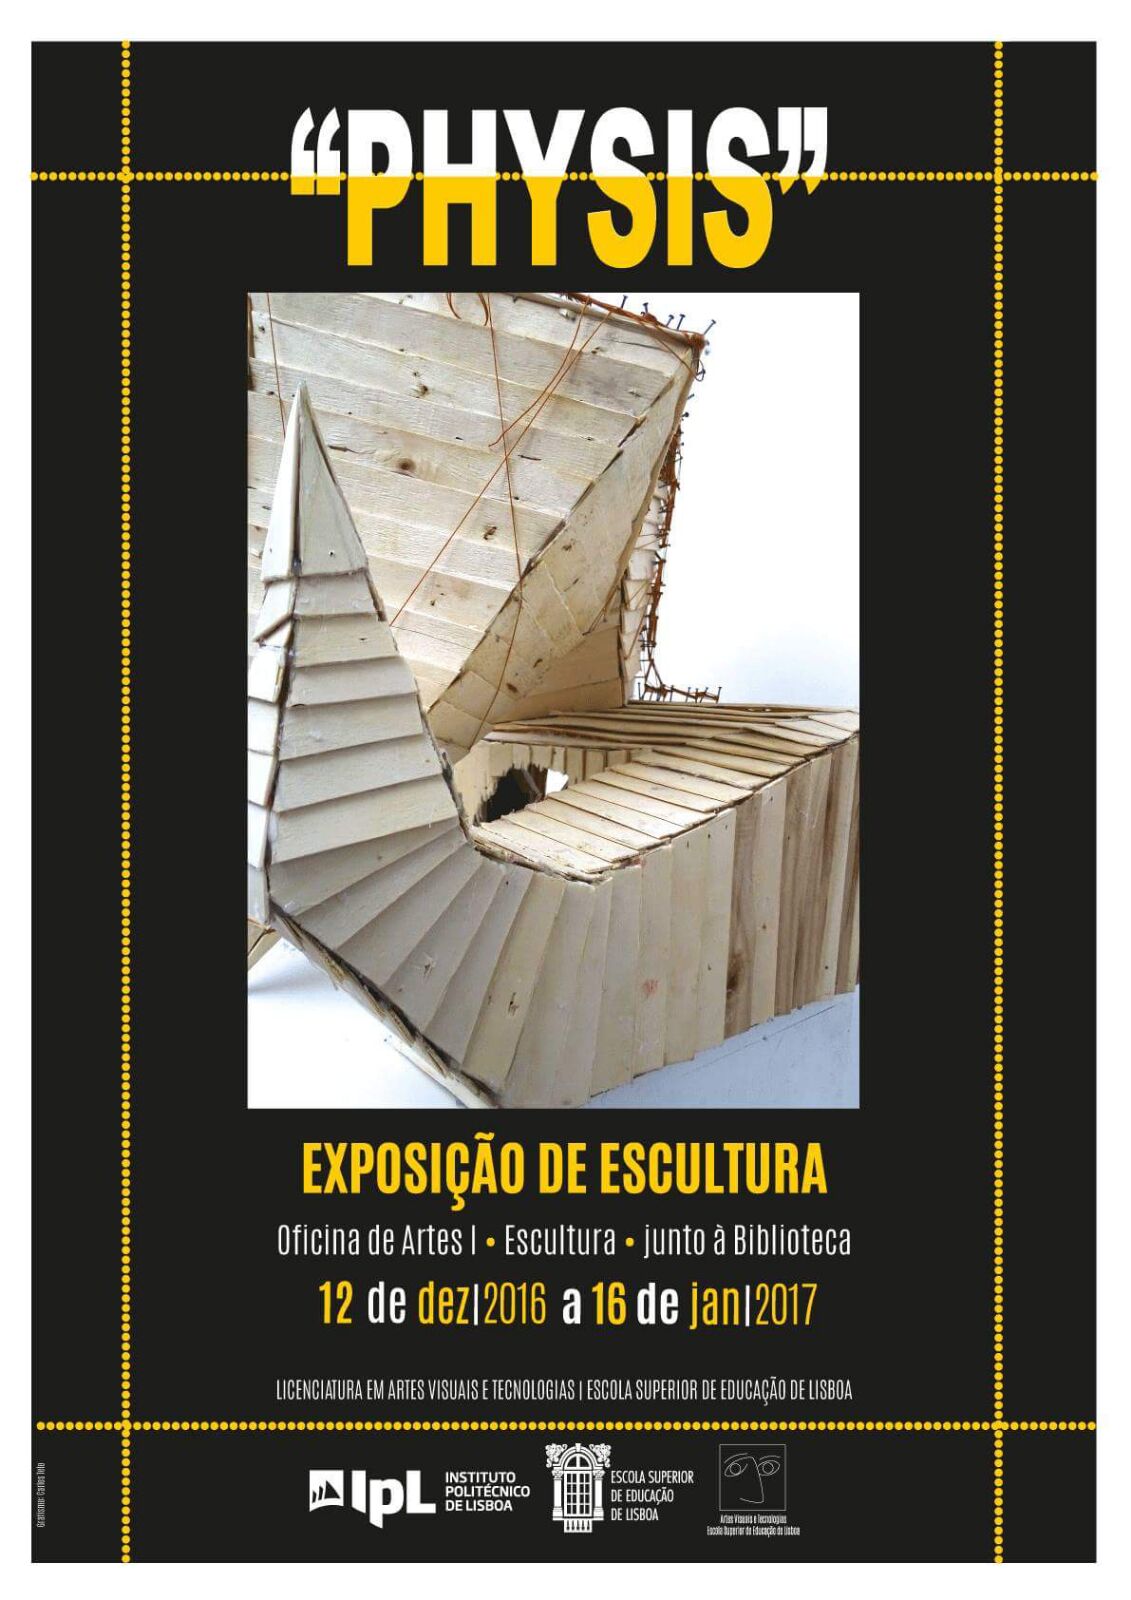 “PHYSIS”
EXPOSIÇÃO DE ESCULTURA
Oficina de Artes I • Escultura • junto à Biblioteca
12 de dez|2016 a 16 de jan|2017
LICENCIATURA EM ARTES VISUAIS E TECNOLOGIAS | ESCOLA SUPERIOR DE EDUCAÇÃO DE LISBOA
IpL
INSTITUTO
POLITÉCNICO
DE LISBOA
ESCOLA SUPERIOR
DE EDUCAÇÃO
DE LISBOA
Artes Visuais e Tecnologias
Escola Superior de Educação de Lisboa
Grafismo: Carlos